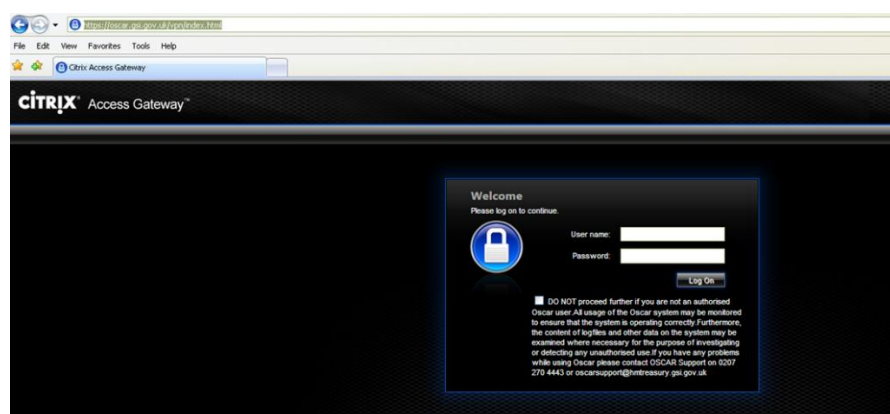 https://oscar.gsi.gov.uk/vpn/index.html
File Edit View Favorites Tools Help
Citrix Access Gateway
CITRIX Access Gateway™
Welcome
Please log on to continue.
User name:
Password:
Log On
DO NOT proceed further if you are not an authorised
Oscar user.All usage of the Oscar system may be monitored
to ensure that the system is operating correctly.Furthermore,
the content of logfiles and other data on the system may be
examined where necessary for the purpose of investigating
or detecting any unauthorised use.If you have any problems
while using Oscar please contact OSCAR Support on 0207
270 4443 or oscarsupport@hmtreasury.gsi.gov.uk